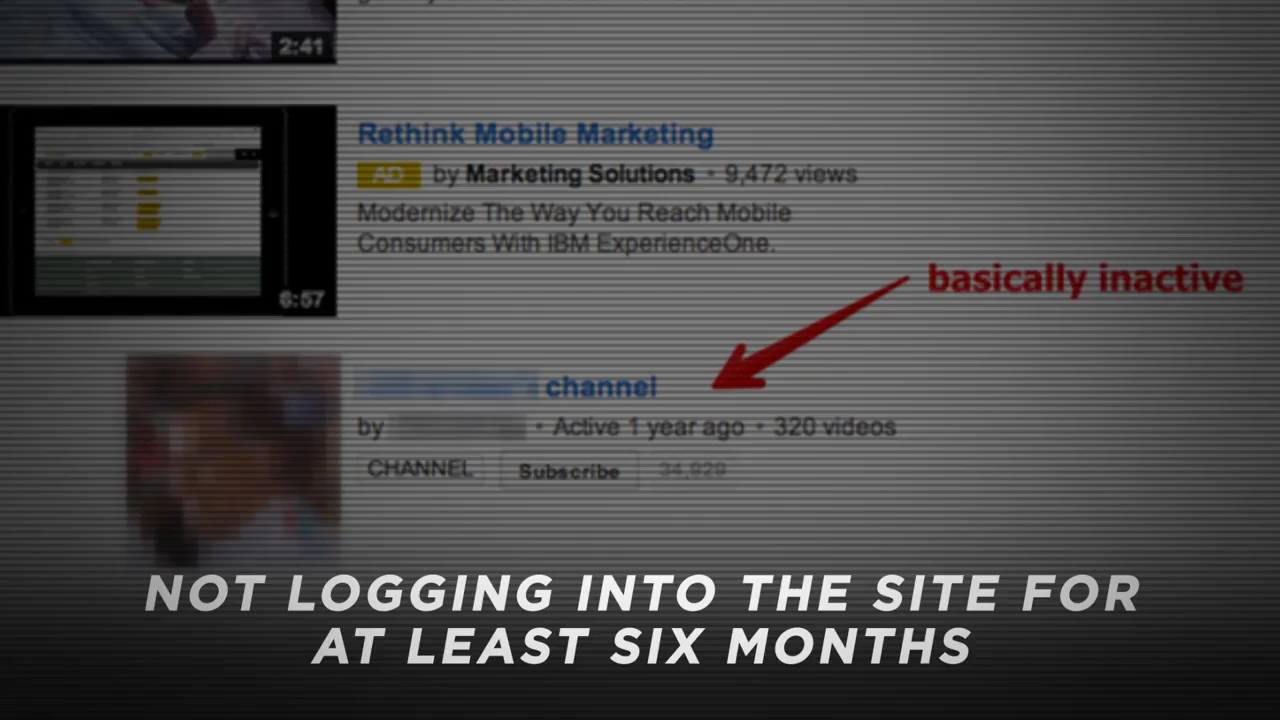 2:41
Rethink Mobile Marketing
AD by Marketing Solutions • 9,472 views
Modernize The Way You Reach Mobile
Consumers With IBM ExperienceOne.
6:57
basically inactive
channel
by • Active 1 year ago • 320 videos
CHANNEL Subscribe 34,929
NOT LOGGING INTO THE SITE FOR
AT LEAST SIX MONTHS